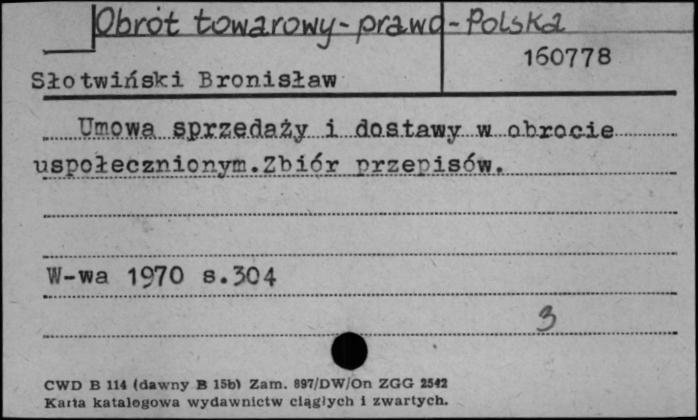 Obrót towarowy-prawo-Polska
160778
Słotwiński Bronisław
Umowa sprzedaży i dostawy w obrocie
uspołecznionym.Zbiór przepisów.
W-wa 1970 s.304
3
CWD B 114 (dawny B 15b) Zam. 897/DW/On ZGG 2542
Karta katalogowa wydawnictw ciągłych i zwartych.